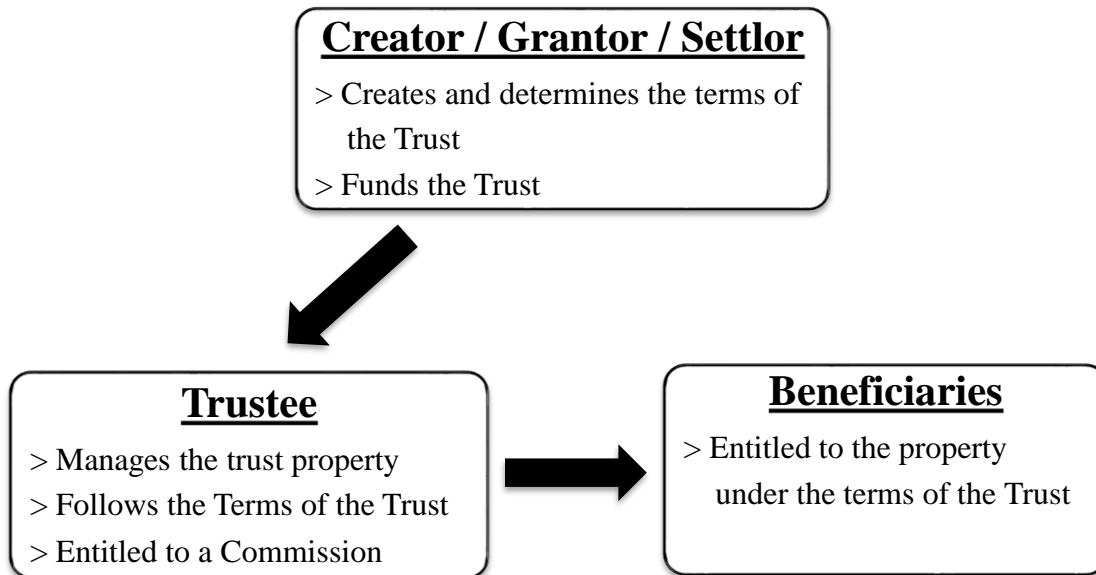 Creator / Grantor / Settlor
> Creates and determines the terms of
the Trust
> Funds the Trust
Trustee
> Manages the trust property
> Follows the Terms of the Trust
> Entitled to a Commission
Beneficiaries
> Entitled to the property
under the terms of the Trust